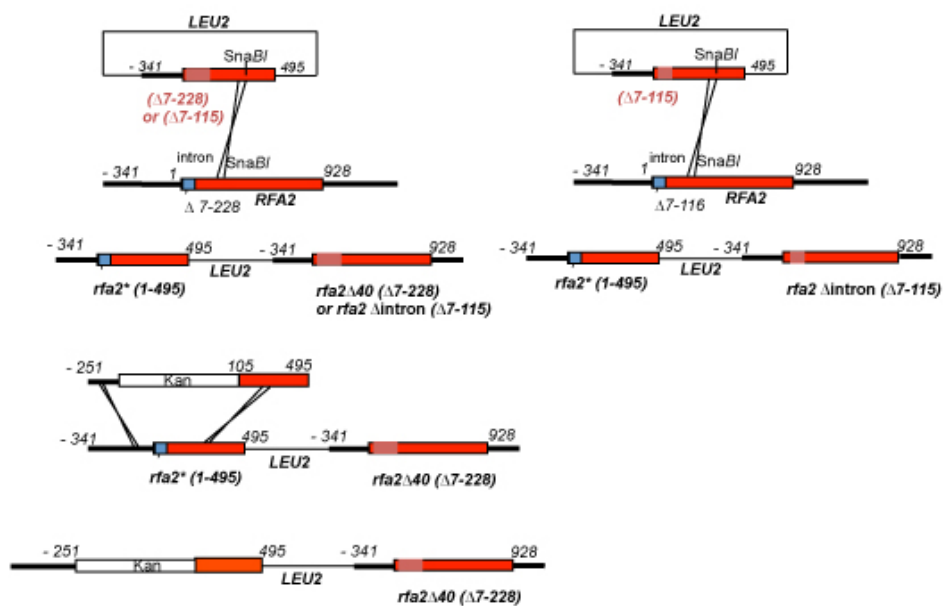 LEU2
SnaBI
- 341
495
(Δ7-228)
or (Δ7-115)
intron
- 341
1
SnaBI
928
Δ 7-228
RFA2
- 341
495
- 341
928
LEU2
rfa2* (1-495)
rfa2Δ40 (Δ7-228)
or rfa2 Δintron (Δ7-115)
LEU2
SnaBI
- 341
495
(Δ7-115)
intron
- 341
1
SnaBI
928
Δ7-116
RFA2
- 341
495
- 341
928
LEU2
rfa2* (1-495)
rfa2 Δintron (Δ7-115)
- 251
105
495
Kan
- 341
495
- 341
928
LEU2
rfa2* (1-495)
rfa2Δ40 (Δ7-228)
- 251
495
- 341
928
Kan
LEU2
rfa2Δ40 (Δ7-228)